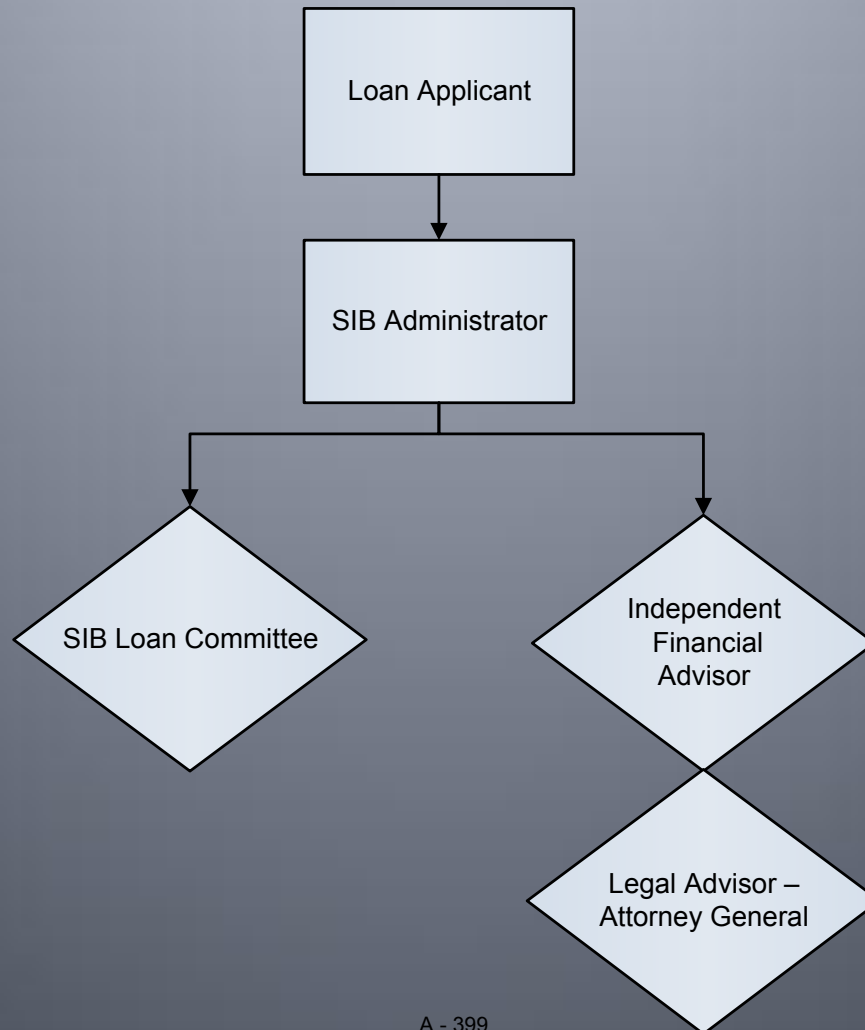 Loan Applicant
SIB Administrator
SIB Loan Committee
Independent
Financial
Advisor
Legal Advisor –
Attorney General
A - 399